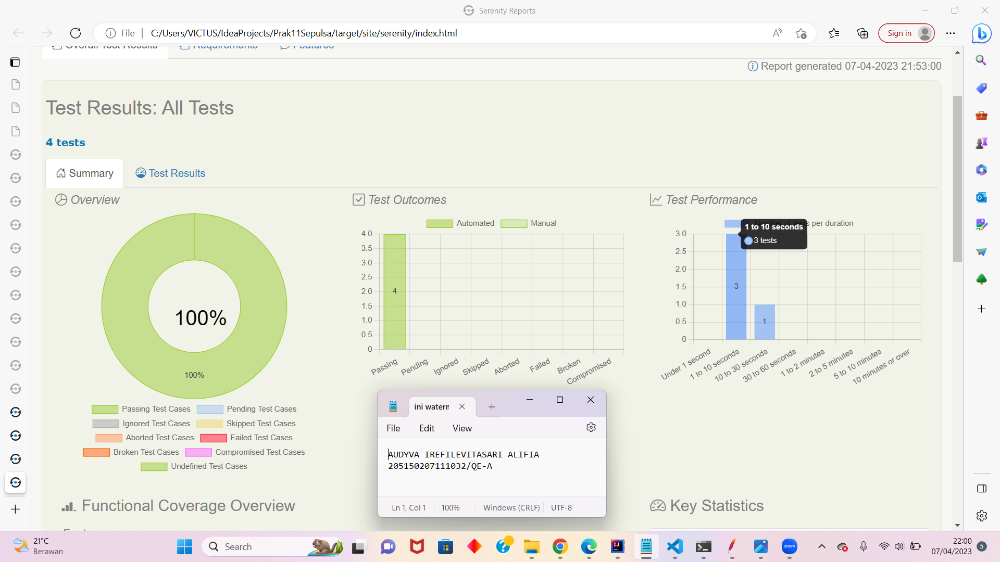 Serenity Reports
File
C:/Users/VICTUS/IdeaProjects/Prak11Sepulsa/target/site/serenity/index.html
Sign in
Overall Test Results
Requirements
Features
Report generated 07-04-2023 21:53:00
Test Results: All Tests
4 tests
Summary
Test Results
Overview
100%
100%
Passing Test Cases
Pending Test Cases
Ignored Test Cases
Skipped Test Cases
Aborted Test Cases
Failed Test Cases
Broken Test Cases
Compromised Test Cases
Undefined Test Cases
Test Outcomes
Automated
Manual
4.0
3.5
3.0
2.5
2.0
1.5
1.0
0.5
0
4
Passing
Pending
Ignored
Skipped
Aborted
Failed
Broken
Compromised
Test Performance
Number of tests per duration
1 to 10 seconds
3 tests
3.0
2.5
2.0
1.5
1.0
0.5
0
3
1
Under 1 second
1 to 10 seconds
10 to 30 seconds
30 to 60 seconds
1 to 2 minutes
2 to 5 minutes
5 to 10 minutes
10 minutes or over
ini watern
File
Edit
View
AUDYVA IREFILEVITASARI ALIFIA
205150207111032/QE-A
Ln 1, Col 1
100%
Windows (CRLF)
UTF-8
Functional Coverage Overview
Key Statistics
21°C
Berawan
Search
zoom
22:00
07/04/2023
5